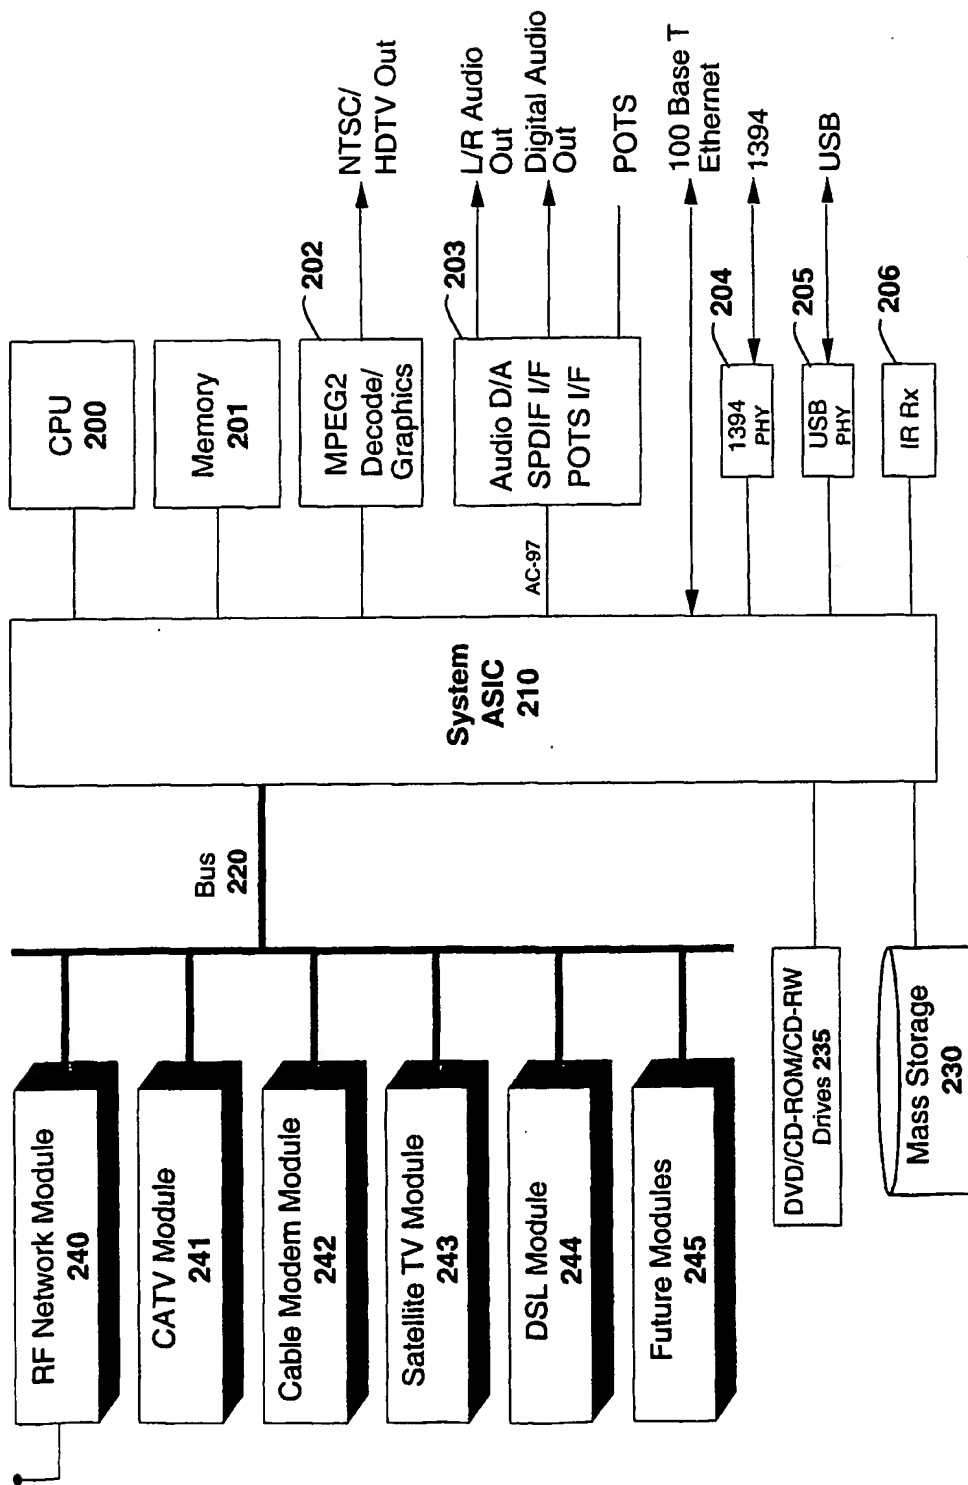 RF Network Module
240
CATV Module
241
Cable Modem Module
242
Satellite TV Module
243
DSL Module
244
Future Modules
245
DVD/CD-ROM/CD-RW
Drives 235
Mass Storage
230
Bus
220
System
ASIC
210
CPU
200
Memory
201
MPEG2
Decode/
Graphics
202
NTSC/
HDTV Out
AC-97
Audio D/A
SPDIF I/F
POTS I/F
203
L/R Audio
Out
Digital Audio
Out
POTS
100 Base T
Ethernet
1394
PHY
204
1394
USB
PHY
205
USB
IR Rx
206